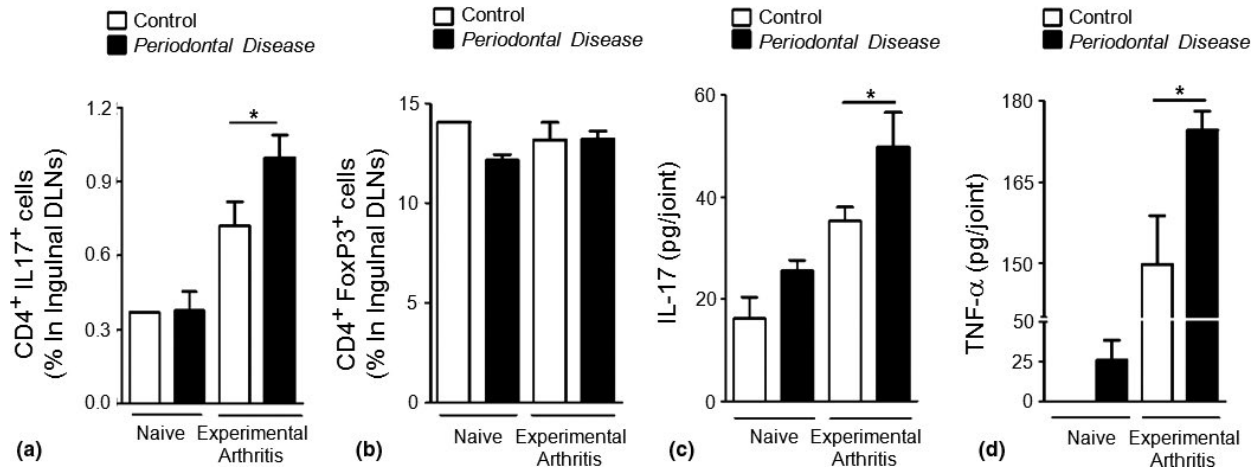 Control
Periodontal Disease
CD4+ IL17+ cells
(% In Inguinal DLNs)
1.2
0.9
0.6
0.3
0.0
*
Naive
Experimental
Arthritis
(a)
Control
Periodontal Disease
CD4+ FoxP3+ cells
(% In Ingulnal DLNs)
15
10
5
0
Naive
Experimental
Arthritis
(b)
Control
Periodontal Disease
IL-17 (pg/joint)
60
40
20
0
*
Naive
Experimental
Arthritis
(c)
Control
Periodontal Disease
TNF-α (pg/joint)
180
165
150
50
25
0
*
Naive
Experimental
Arthritis
(d)